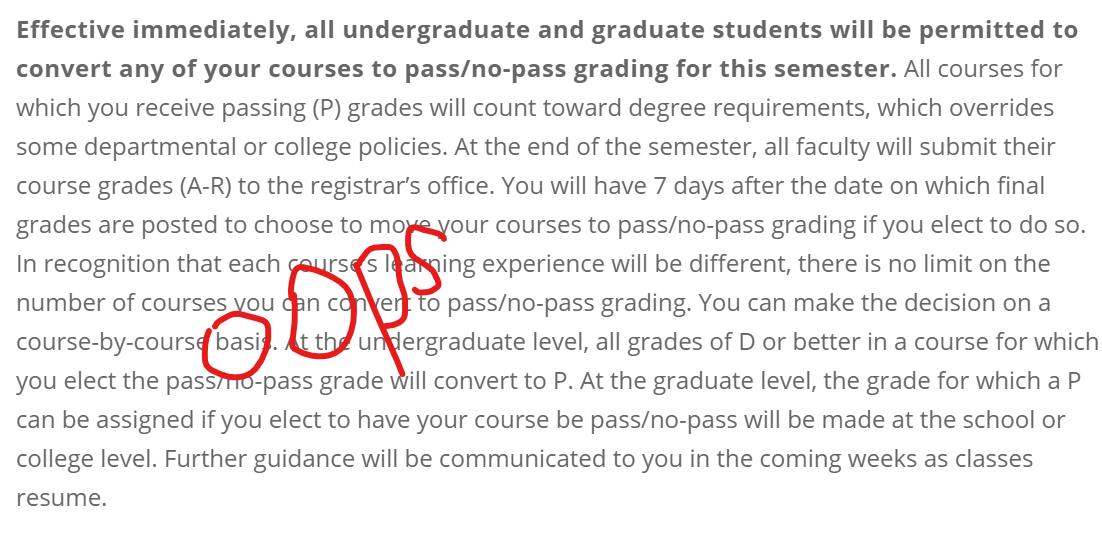 Effective immediately, all undergraduate and graduate students will be permitted to
convert any of your courses to pass/no-pass grading for this semester. All courses for
which you receive passing (P) grades will count toward degree requirements, which overrides
some departmental or college policies. At the end of the semester, all faculty will submit their
course grades (A-R) to the registrar’s office. You will have 7 days after the date on which final
grades are posted to choose to move your courses to pass/no-pass grading if you elect to do so.
In recognition that each course’s learning experience will be different, there is no limit on the
number of courses you can convert to pass/no-pass grading. You can make the decision on a
course-by-course basis. At the undergraduate level, all grades of D or better in a course for which
you elect the pass/no-pass grade will convert to P. At the graduate level, the grade for which a P
can be assigned if you elect to have your course be pass/no-pass will be made at the school or
college level. Further guidance will be communicated to you in the coming weeks as classes
resume.
oops